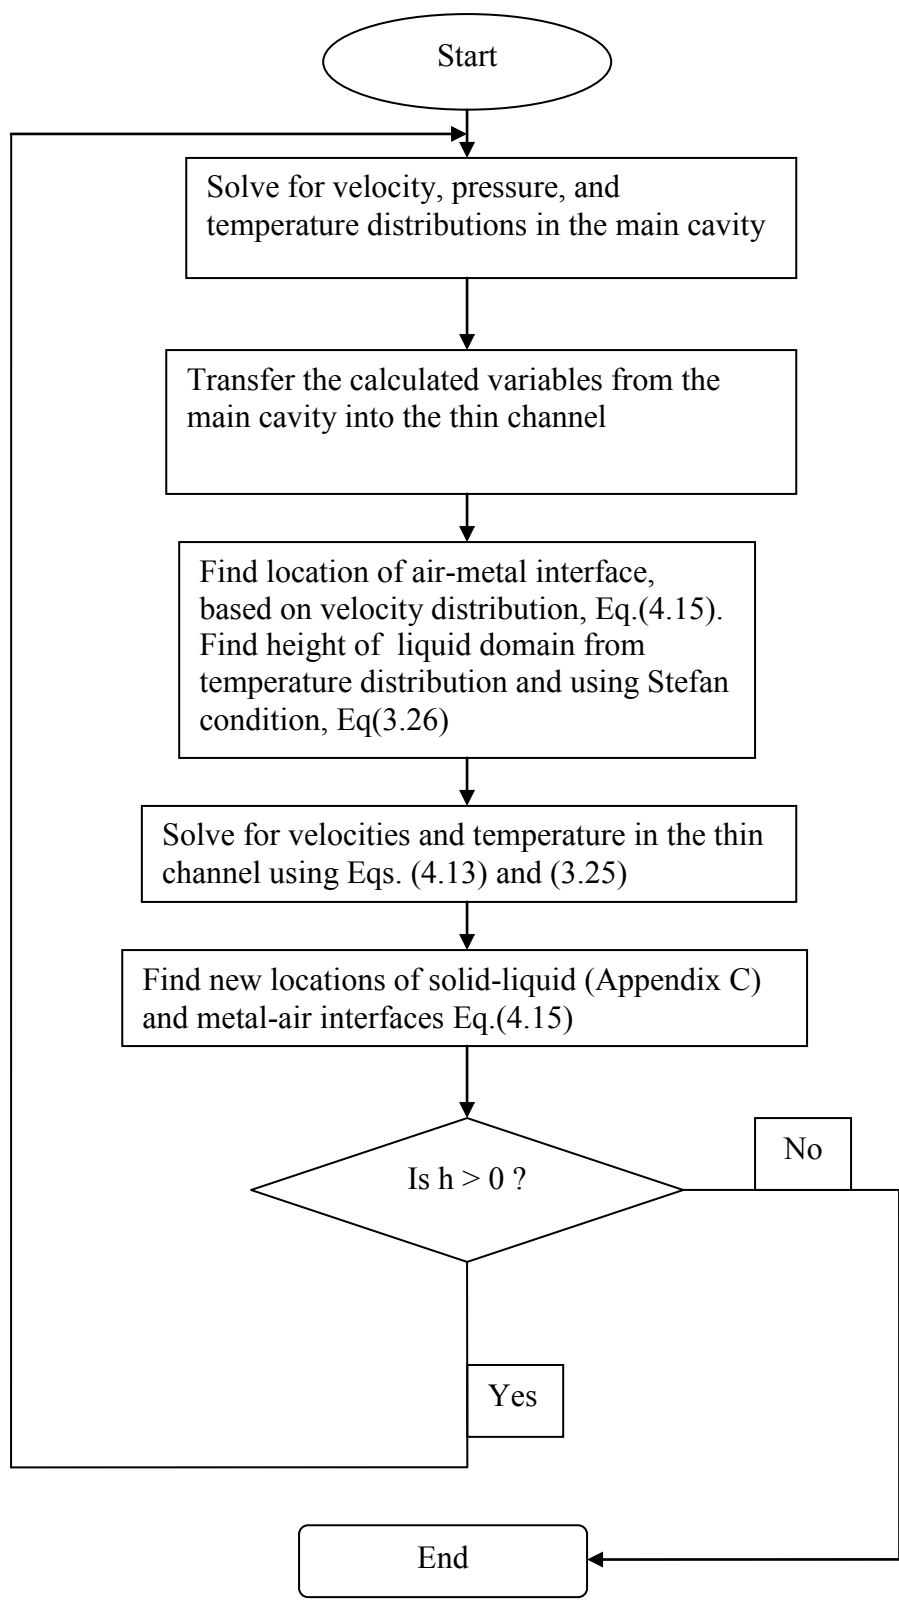 Start
Solve for velocity, pressure, and
temperature distributions in the main cavity
Transfer the calculated variables from the
main cavity into the thin channel
Find location of air-metal interface,
based on velocity distribution, Eq.(4.15).
Find height of liquid domain from
temperature distribution and using Stefan
condition, Eq(3.26)
Solve for velocities and temperature in the thin
channel using Eqs. (4.13) and (3.25)
Find new locations of solid-liquid (Appendix C)
and metal-air interfaces Eq.(4.15)
Is h > 0 ?
No
Yes
End